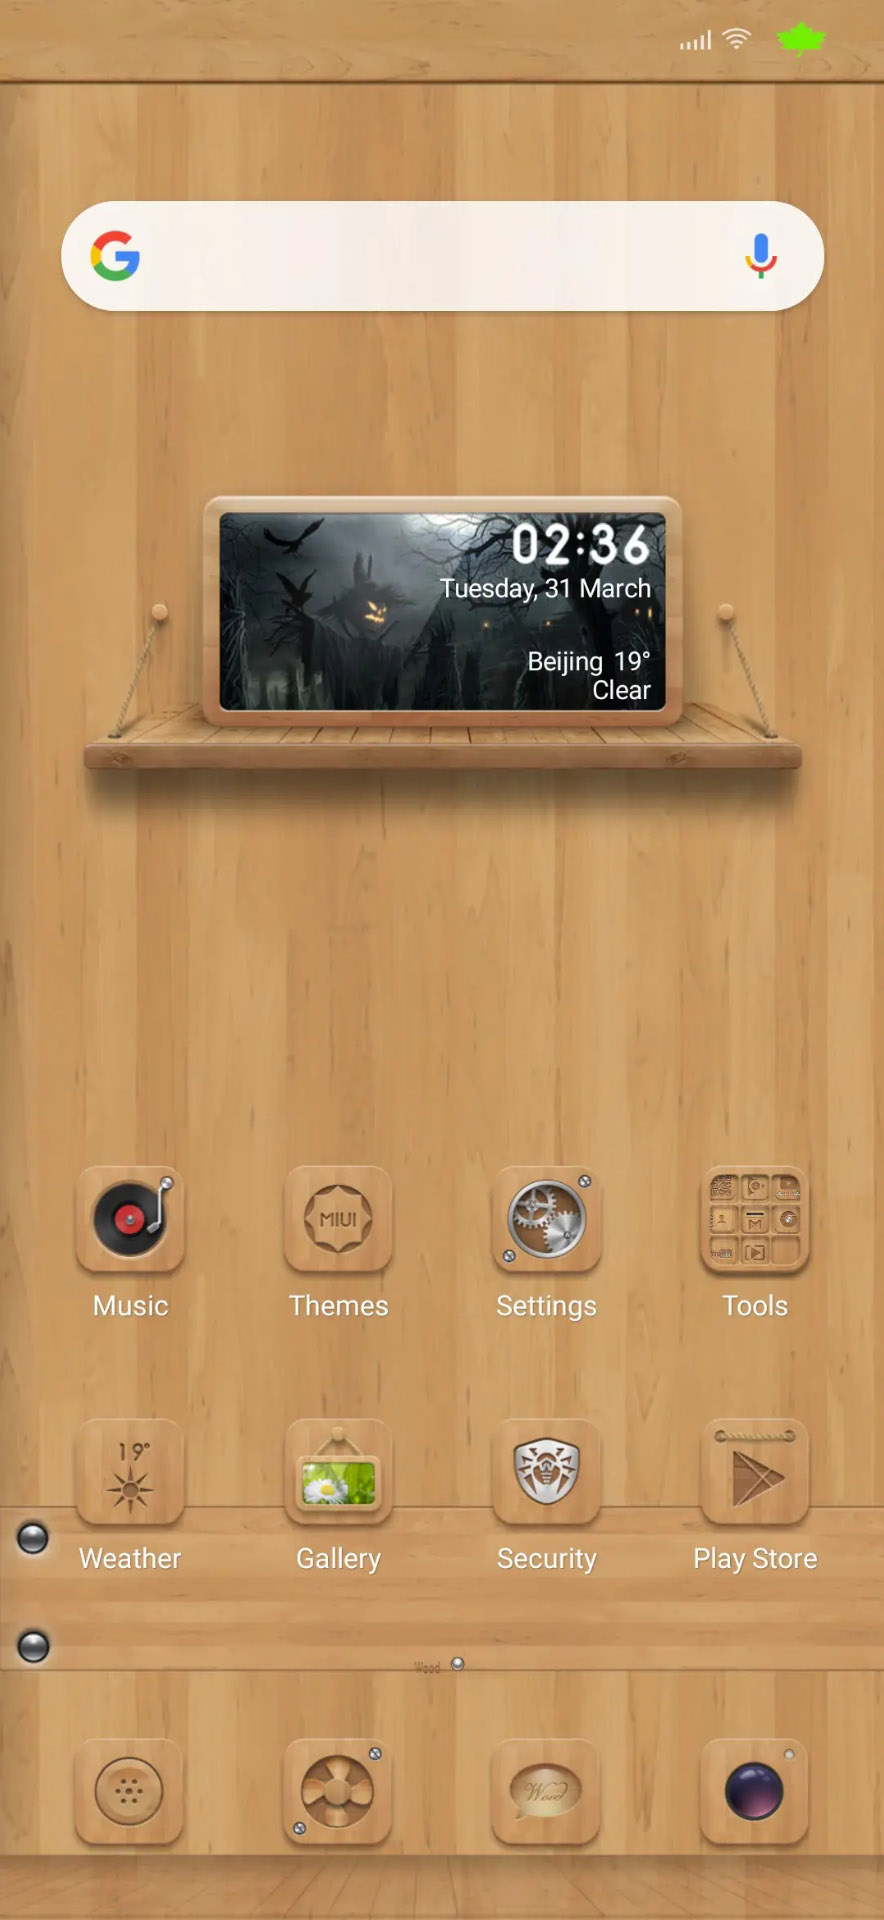 02:36
Tuesday, 31 March
Beijing 19°
Clear
MIUI
Music Themes Settings Tools
19°
Weather Gallery Security Play Store
Wood
Wood